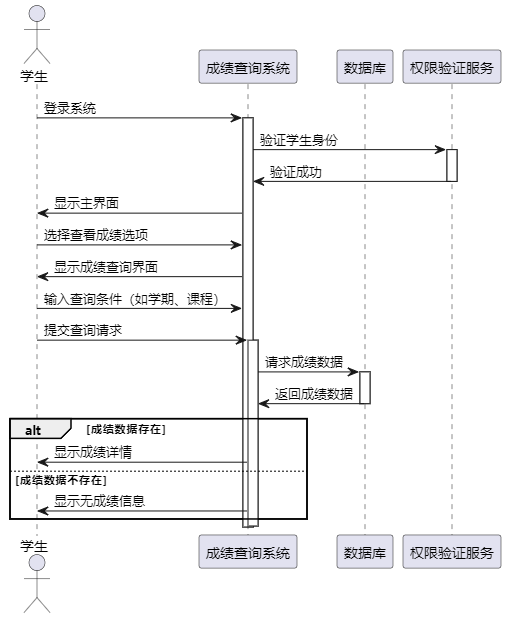 学生
成绩查询系统
数据库
权限验证服务
登录系统
验证学生身份
验证成功
显示主界面
选择查看成绩选项
显示成绩查询界面
输入查询条件（如学期、课程）
提交查询请求
请求成绩数据
返回成绩数据
alt
[成绩数据存在]
显示成绩详情
[成绩数据不存在]
显示无成绩信息
学生
成绩查询系统
数据库
权限验证服务